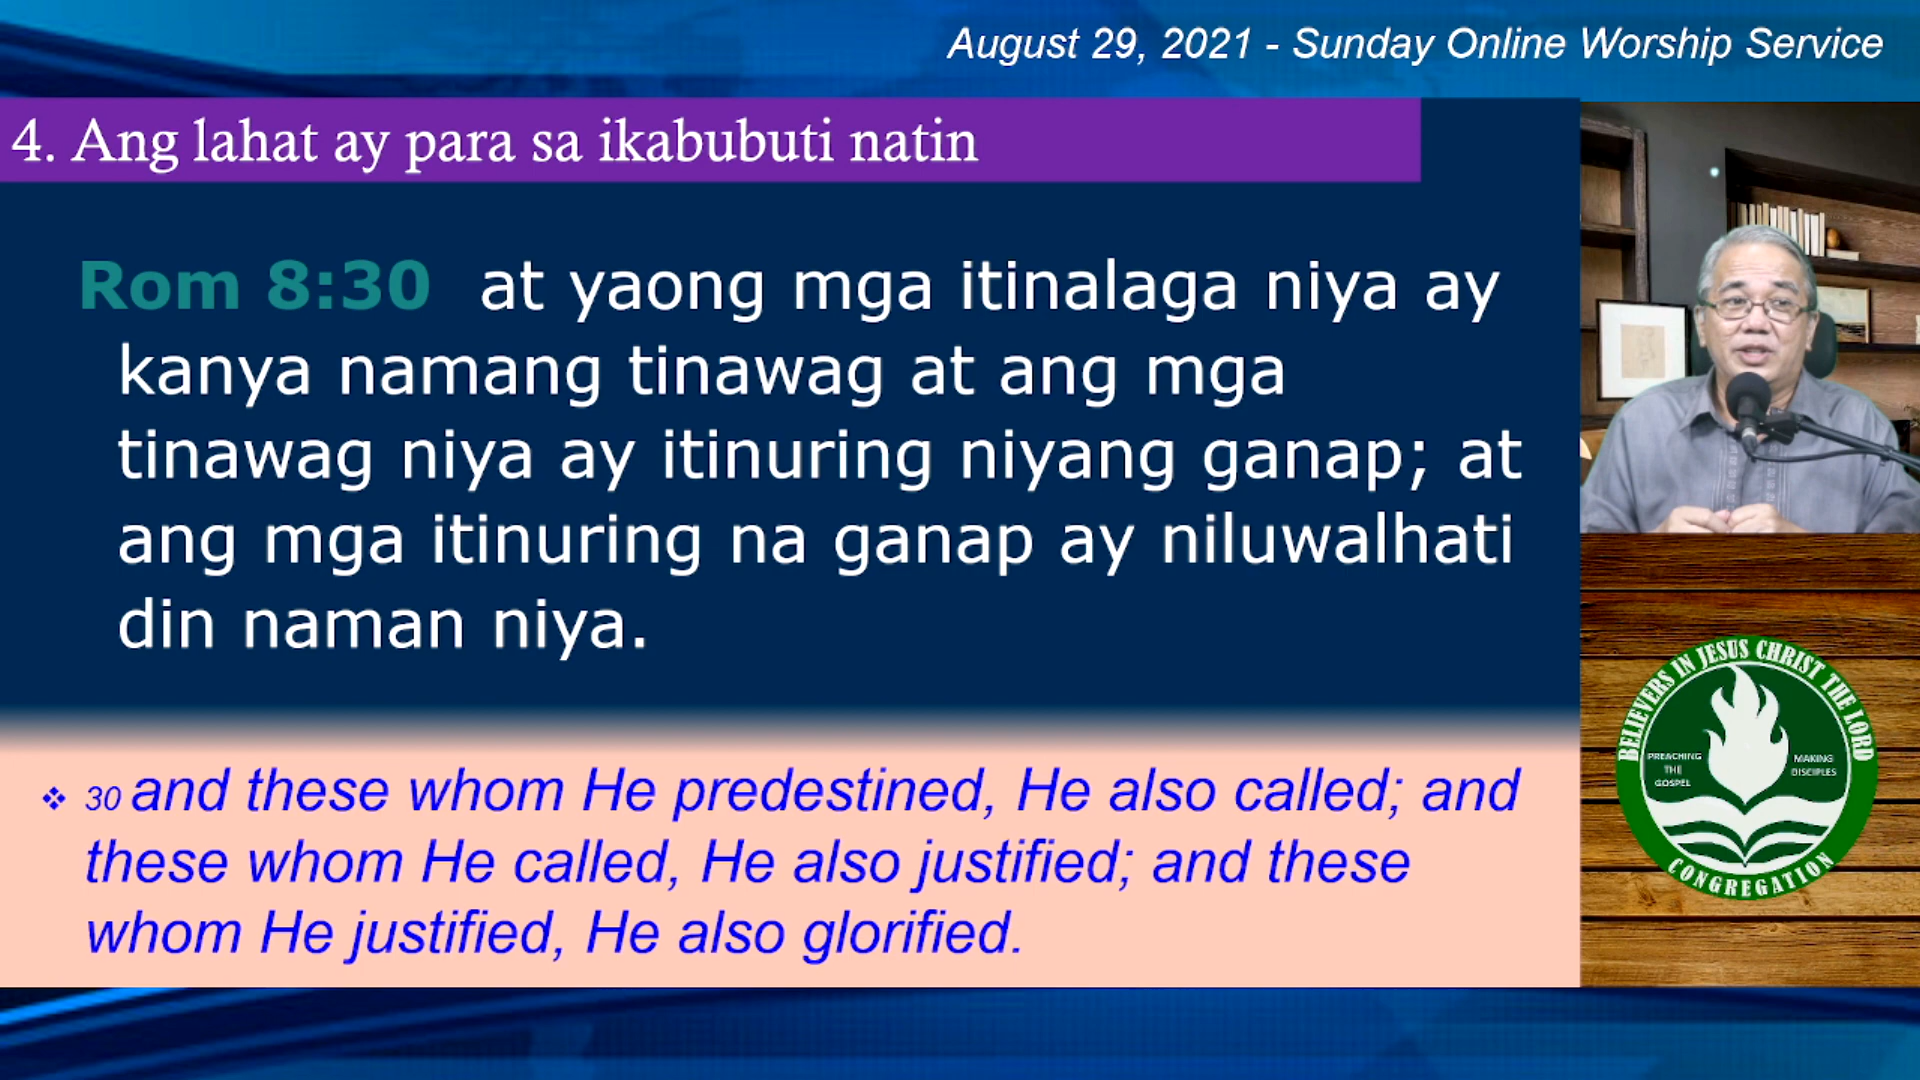 August 29, 2021 - Sunday Online Worship Service
4. Ang lahat ay para sa ikabubuti natin
Rom 8:30 at yaong mga itinalaga niya ay
kanya namang tinawag at ang mga
tinawag niya ay itinuring niyang ganap; at
ang mga itinuring na ganap ay niluwalhati
din naman niya.
❖ 30 and these whom He predestined, He also called; and
these whom He called, He also justified; and these
whom He justified, He also glorified.
BELIEVERS IN JESUS CHRIST THE LORD
PREACHING
THE
GOSPEL
MAKING
DISCIPLES
CONGREGATION